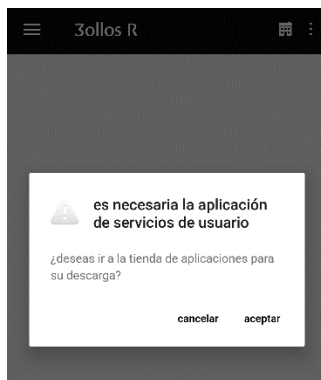 3ollos R
es necesaria la aplicación
de servicios de usuario
¿deseas ir a la tienda de aplicaciones para
su descarga?
cancelar
aceptar